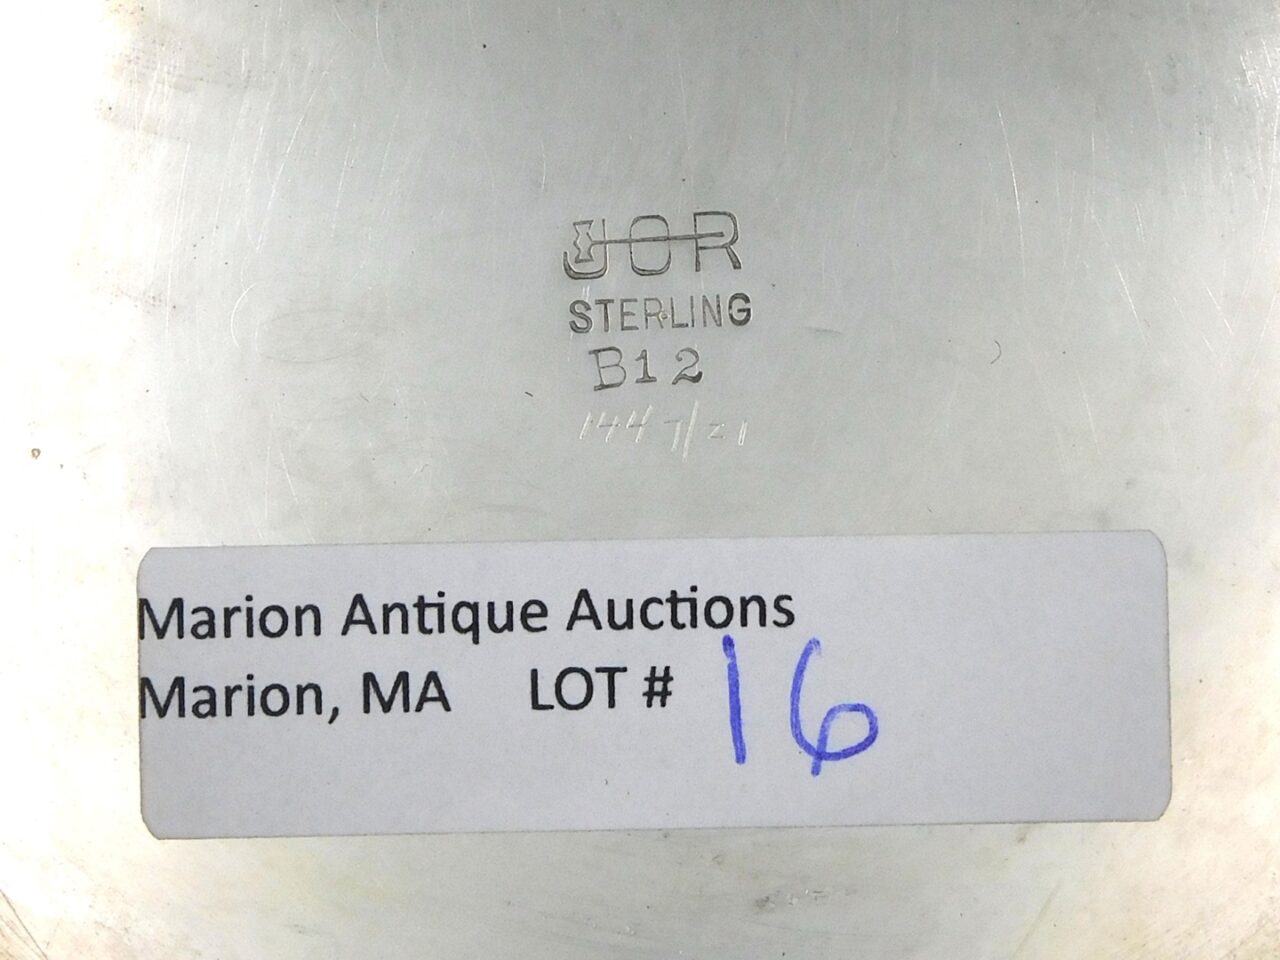 JOR
STERLING
B12
1447/21
Marion Antique Auctions
Marion, MA LOT # 16